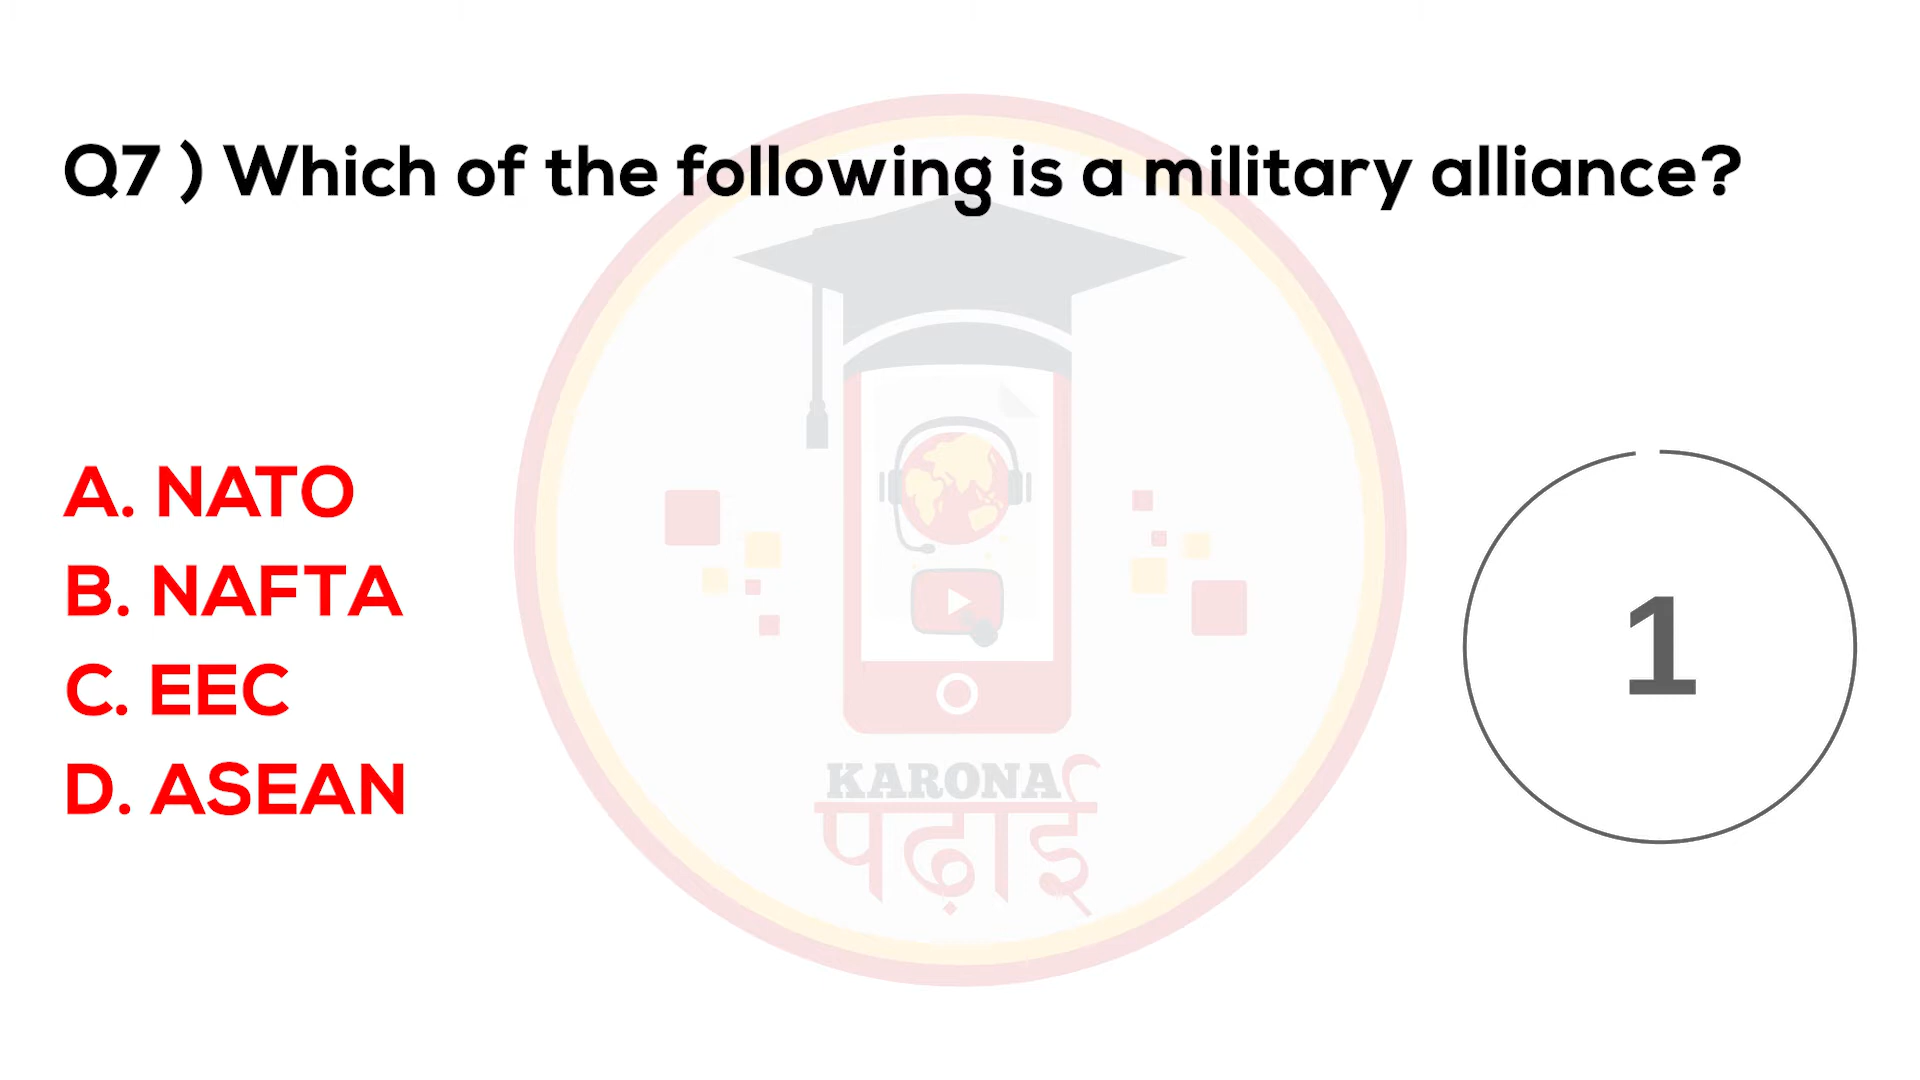 Q7 ) Which of the following is a military alliance?
A. NATO
B. NAFTA
C. EEC
D. ASEAN
1
KARONA
पढ़ाई